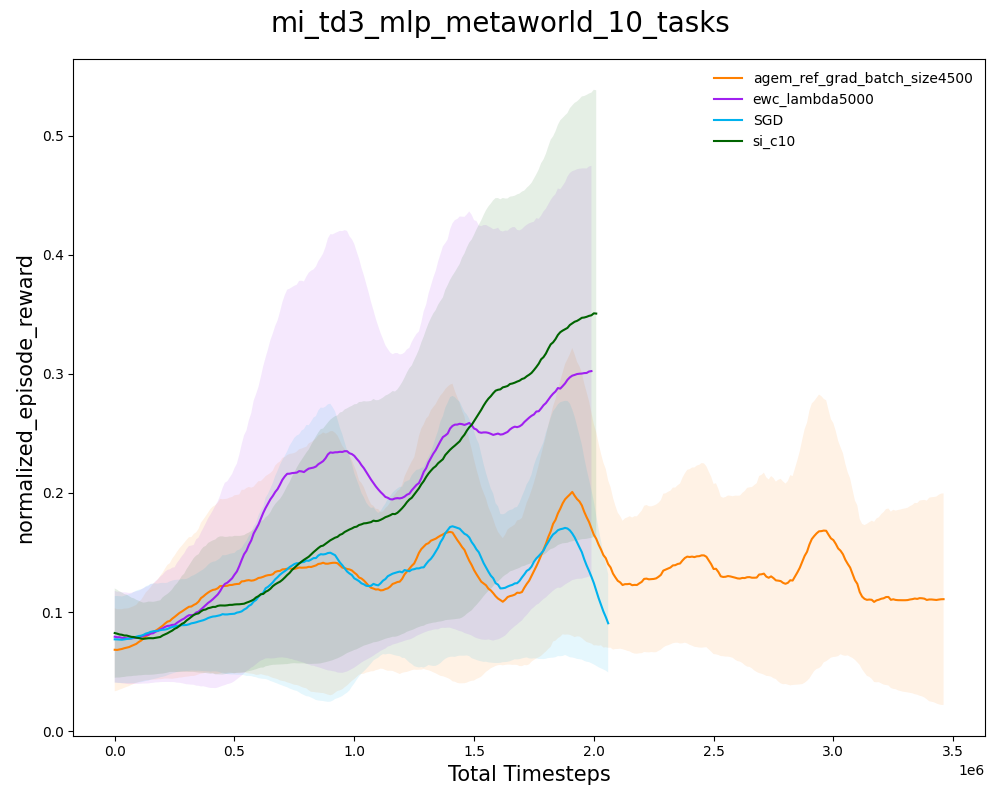 mi_td3_mlp_metaworld_10_tasks
agem_ref_grad_batch_size4500
ewc_lambda5000
SGD
si_c10
normalized_episode_reward
0.5
0.4
0.3
0.2
0.1
0.0
0.0 0.5 1.0 1.5 2.0 2.5 3.0 3.5
1e6
Total Timesteps